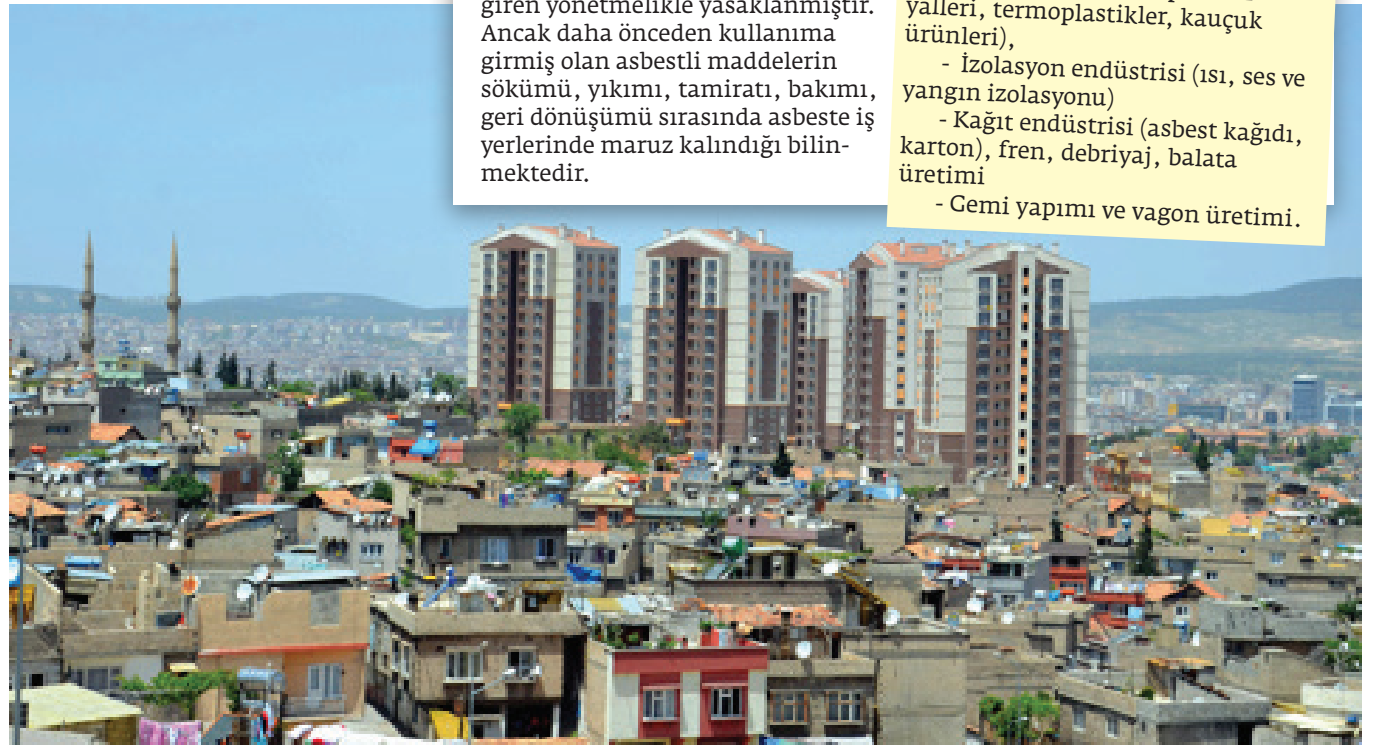 giren yönetmelikle yasaklanmıştır.
Ancak daha önceden kullanıma
girmiş olan asbestli maddelerin
sökümü, yıkımı, tamiratı, bakımı,
geri dönüşümü sırasında asbeste iş
yerlerinde maruz kalındığı bilin-
mektedir.
yalleri, termoplastikler, kauçuk
ürünleri),
- İzolasyon endüstrisi (ısı, ses ve
yangın izolasyonu)
- Kağıt endüstrisi (asbest kağıdı,
karton), fren, debriyaj, balata
üretimi
- Gemi yapımı ve vagon üretimi.